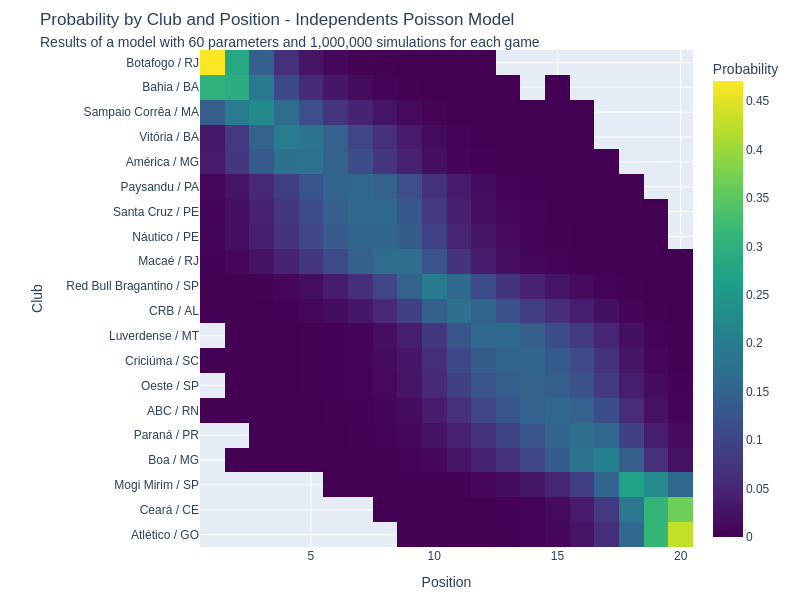 Probability by Club and Position - Independents Poisson Model
Results of a model with 60 parameters and 1,000,000 simulations for each game
Probability
Botafogo / RJ
Bahia / BA
Sampaio Corrêa / MA
Vitória / BA
América / MG
Paysandu / PA
Santa Cruz / PE
Náutico / PE
Macaé / RJ
Red Bull Bragantino / SP
CRB / AL
Luverdense / MT
Criciúma / SC
Oeste / SP
ABC / RN
Paraná / PR
Boa / MG
Mogi Mirim / SP
Ceará / CE
Atlético / GO
Club
5
10
15
20
Position
0.45
0.4
0.35
0.3
0.25
0.2
0.15
0.1
0.05
0